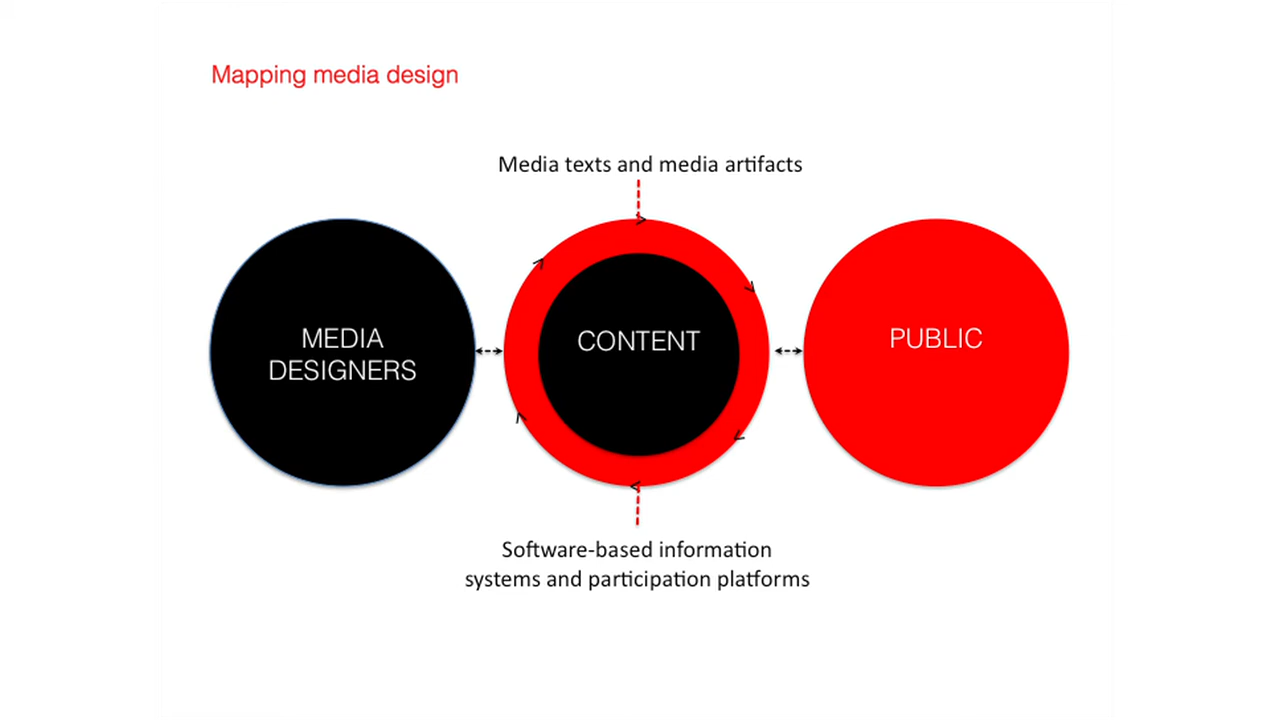 Mapping media design
Media texts and media artifacts
MEDIA
DESIGNERS
CONTENT
PUBLIC
Software-based information
systems and participation platforms